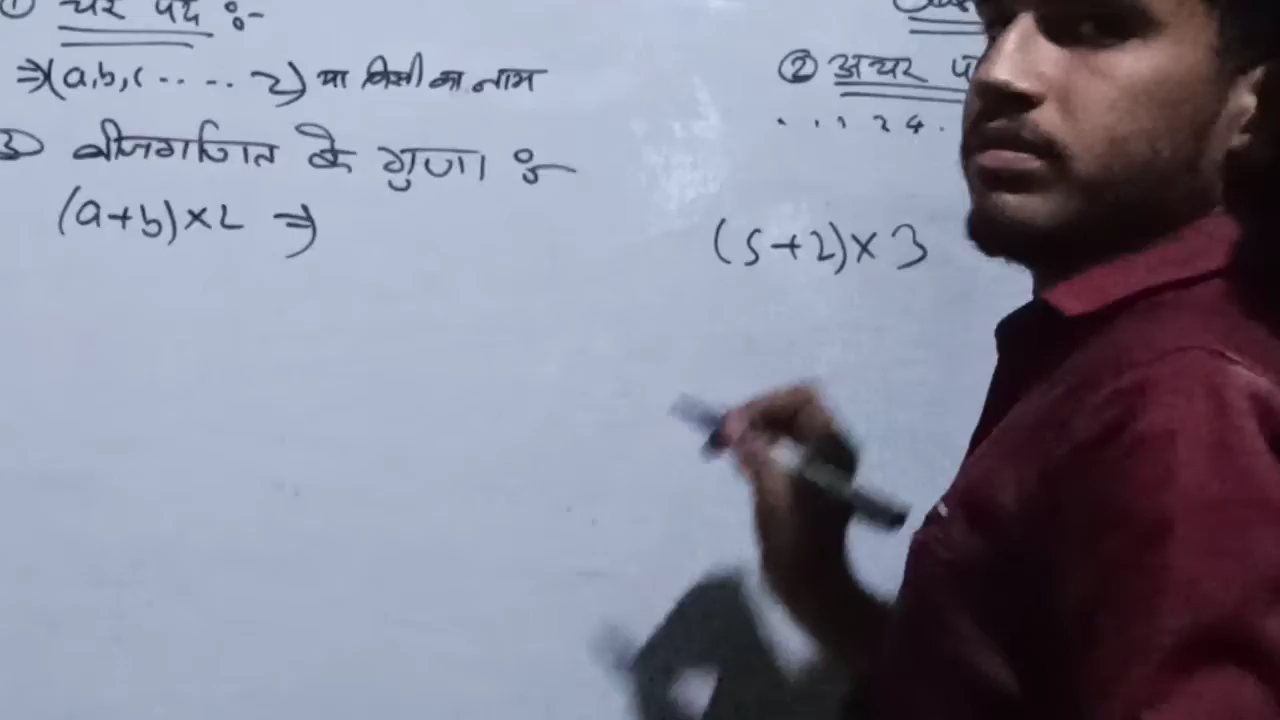 ① चर पद :-
⇒(a,b,c ..... z) या किसी का नाम
③ बीजगणित के गुणा :-
(a+b)×2 ⇒
② अचर
2 4 .
(5+2)×3